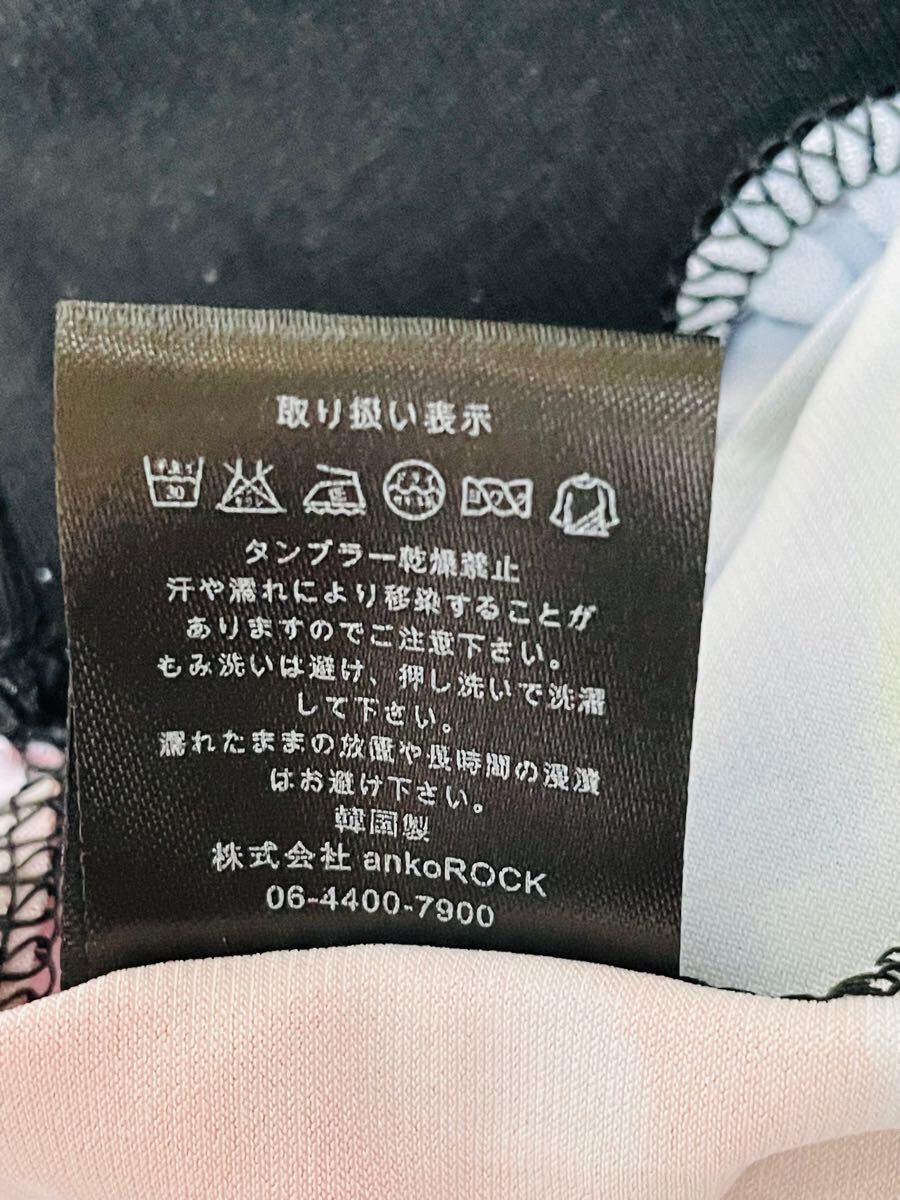 取り扱い表示
30
タンブラー乾燥禁止
汗や濡れにより移染することが
ありますのでご注意下さい。
もみ洗いは避け、押し洗いで洗濯
して下さい。
濡れたままの放置や長時間の浸漬
はお避け下さい。
韓国製
株式会社 ankoROCK
06-4400-7900